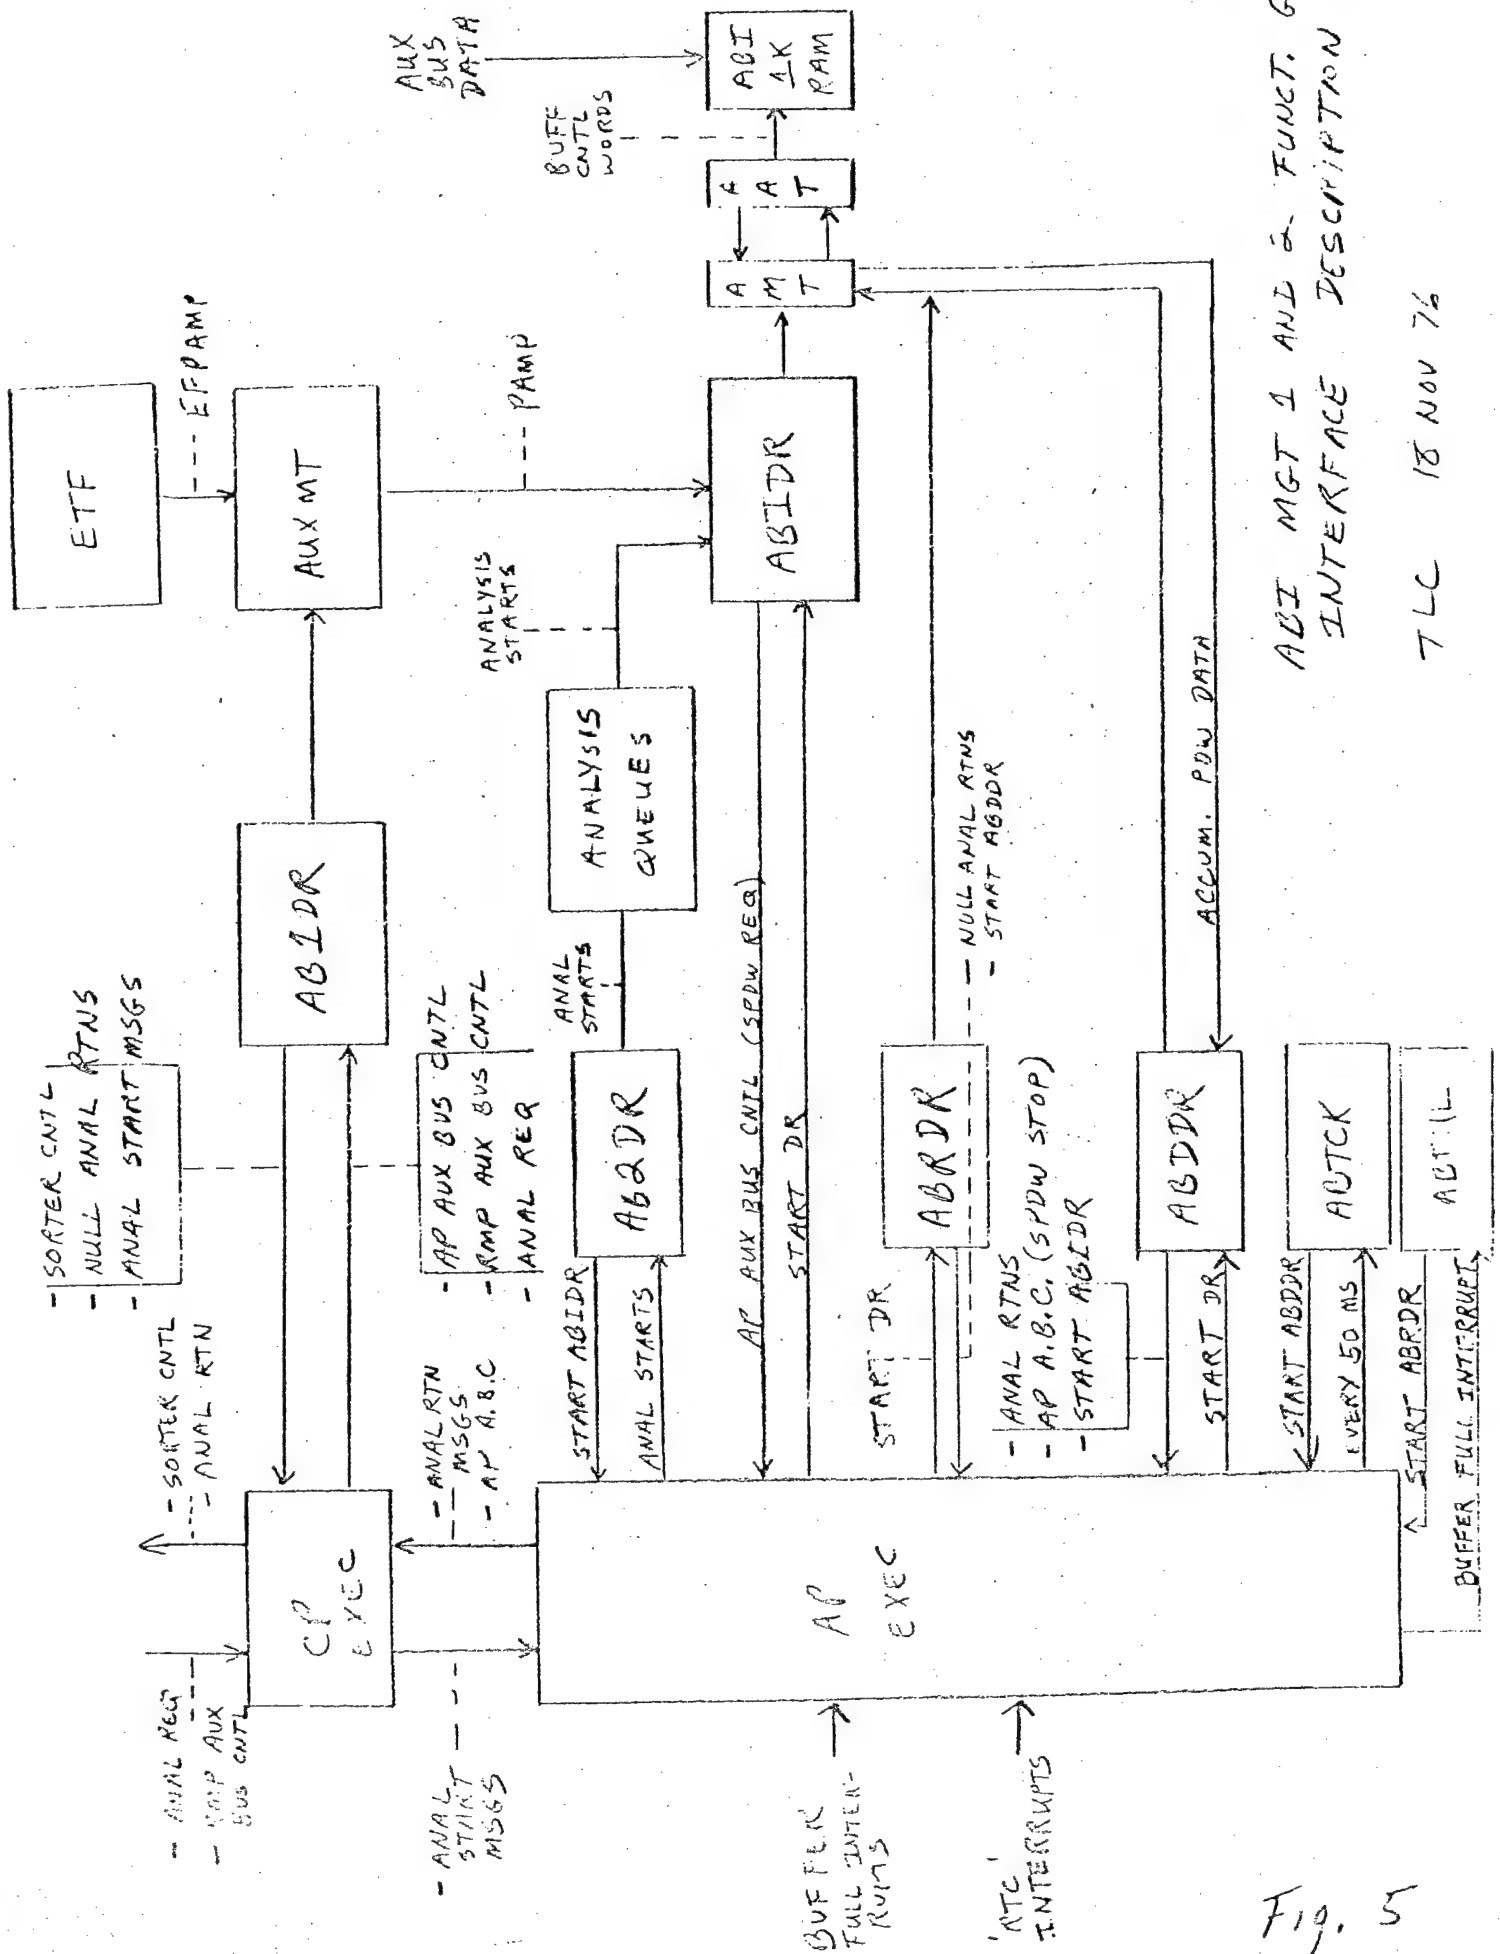 AUX
BUS
DATA
ABI
1K
RAM
BUFF
CNTL
WORDS
A
A
T
A
M
T
ETF
EFPAMP
AUX MT
PAMP
ANALYSIS
STARTS
ABIDR
ANALYSIS
QUEUES
AB1DR
ANAL
STARTS
- SORTER CNTL
- NULL ANAL RTNS
- ANAL START MSGS
- AP AUX BUS CNTL
- RMP AUX BUS CNTL
- ANAL REQ
AB2DR
AP AUX BUS CNTL (SPDW REQ)
START DR
- NULL ANAL RTNS
- START ABDDR
ACCUM. PDW DATA
ABRDR
ABDDR
ABTCK
- SORTER CNTL
- ANAL RTN
- ANAL RTN
MSGS
- AP A.B.C
START ABIDR
ANAL STARTS
START DR
- ANAL RTNS
- AP A.B.C. (SPDW STOP)
- START ABIDR
START DR
START ABDDR
EVERY 50 MS
START ABRDR
BUFFER FULL INTERRUPT
CP
EXEC
AP
EXEC
- ANAL REQ
- RMP AUX
BUS CNTL
- ANAL
START
MSGS
BUFFER
FULL INTER-
RUPTS
'RTC'
INTERRUPTS
ABI MGT 1 AND 2 FUNCT. G
INTERFACE DESCRIPTION
TLC 18 NOV 76
Fig. 5